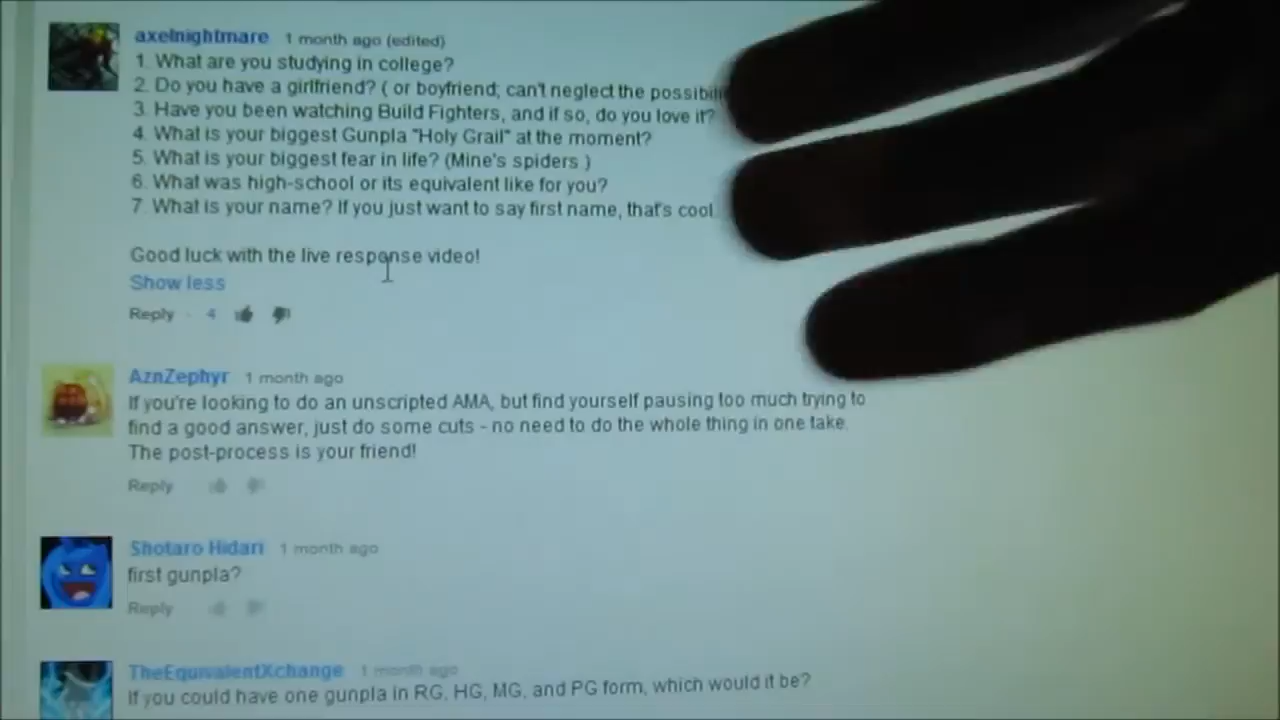 axelnightmare 1 month ago (edited)
1. What are you studying in college?
2. Do you have a girlfriend? ( or boyfriend; can't neglect the
3. Have you been watching Build Fighters, and if so, do you love it?
4. What is your biggest Gunpla "Holy Grail" at the moment?
5. What is your biggest fear in life? (Mine's spiders.)
6. What was high-school or its equivalent like for you?
7. What is your name? If you just want to say first name, that's cool.
Good luck with the live response video!
Show less
Reply · 4
AznZephyr 1 month ago
If you're looking to do an unscripted AMA, but find yourself pausing too much trying to
find a good answer, just do some cuts - no need to do the whole thing in one take.
The post-process is your friend!
Reply
Shotaro Hidari 1 month ago
first gunpla?
Reply
TheEquivalentXchange 1 month ago
If you could have one gunpla in RG, HG, MG, and PG form, which would it be?